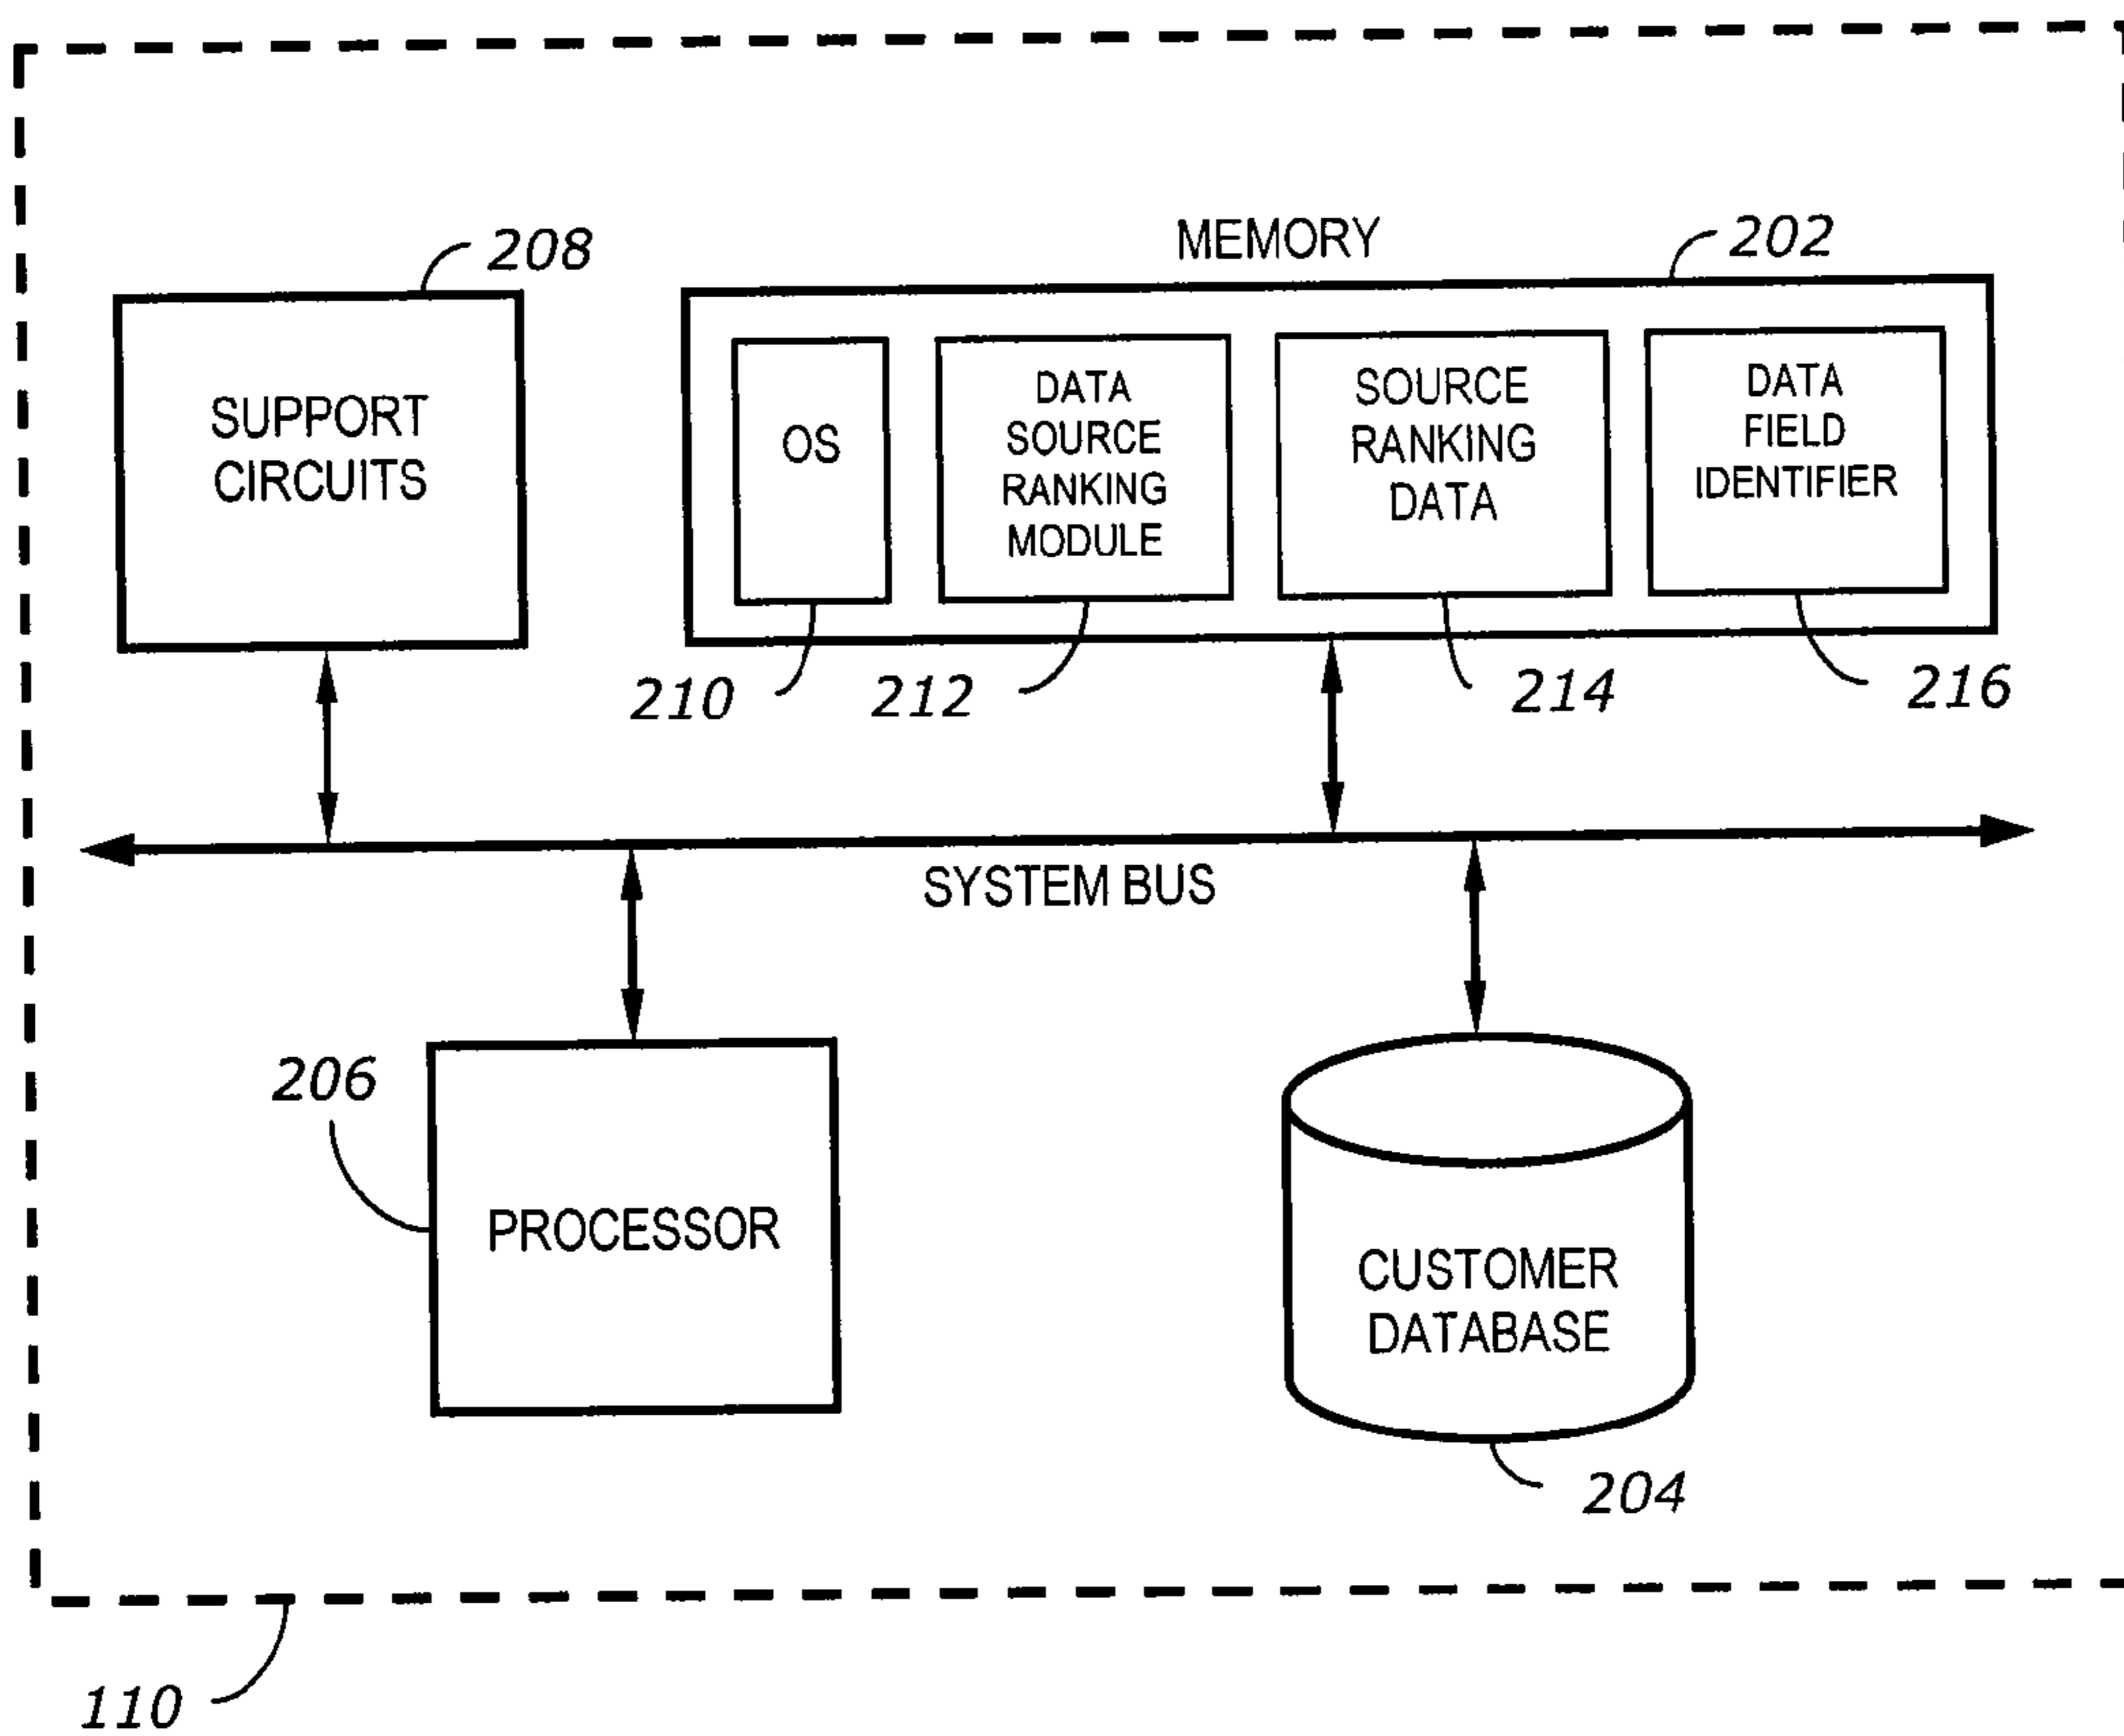 MEMORY
202
208
SUPPORT
CIRCUITS
OS
DATA
SOURCE
RANKING
MODULE
SOURCE
RANKING
DATA
DATA
FIELD
IDENTIFIER
210
212
214
216
SYSTEM BUS
206
PROCESSOR
CUSTOMER
DATABASE
204
110